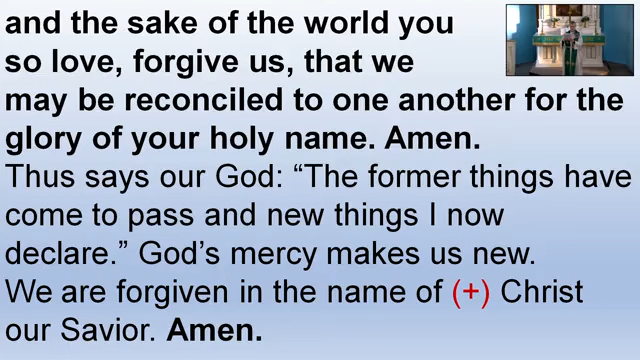 and the sake of the world you
so love, forgive us, that we
may be reconciled to one another for the
glory of your holy name. Amen.
Thus says our God: “The former things have
come to pass and new things I now
declare.” God’s mercy makes us new.
We are forgiven in the name of (+) Christ
our Savior. Amen.